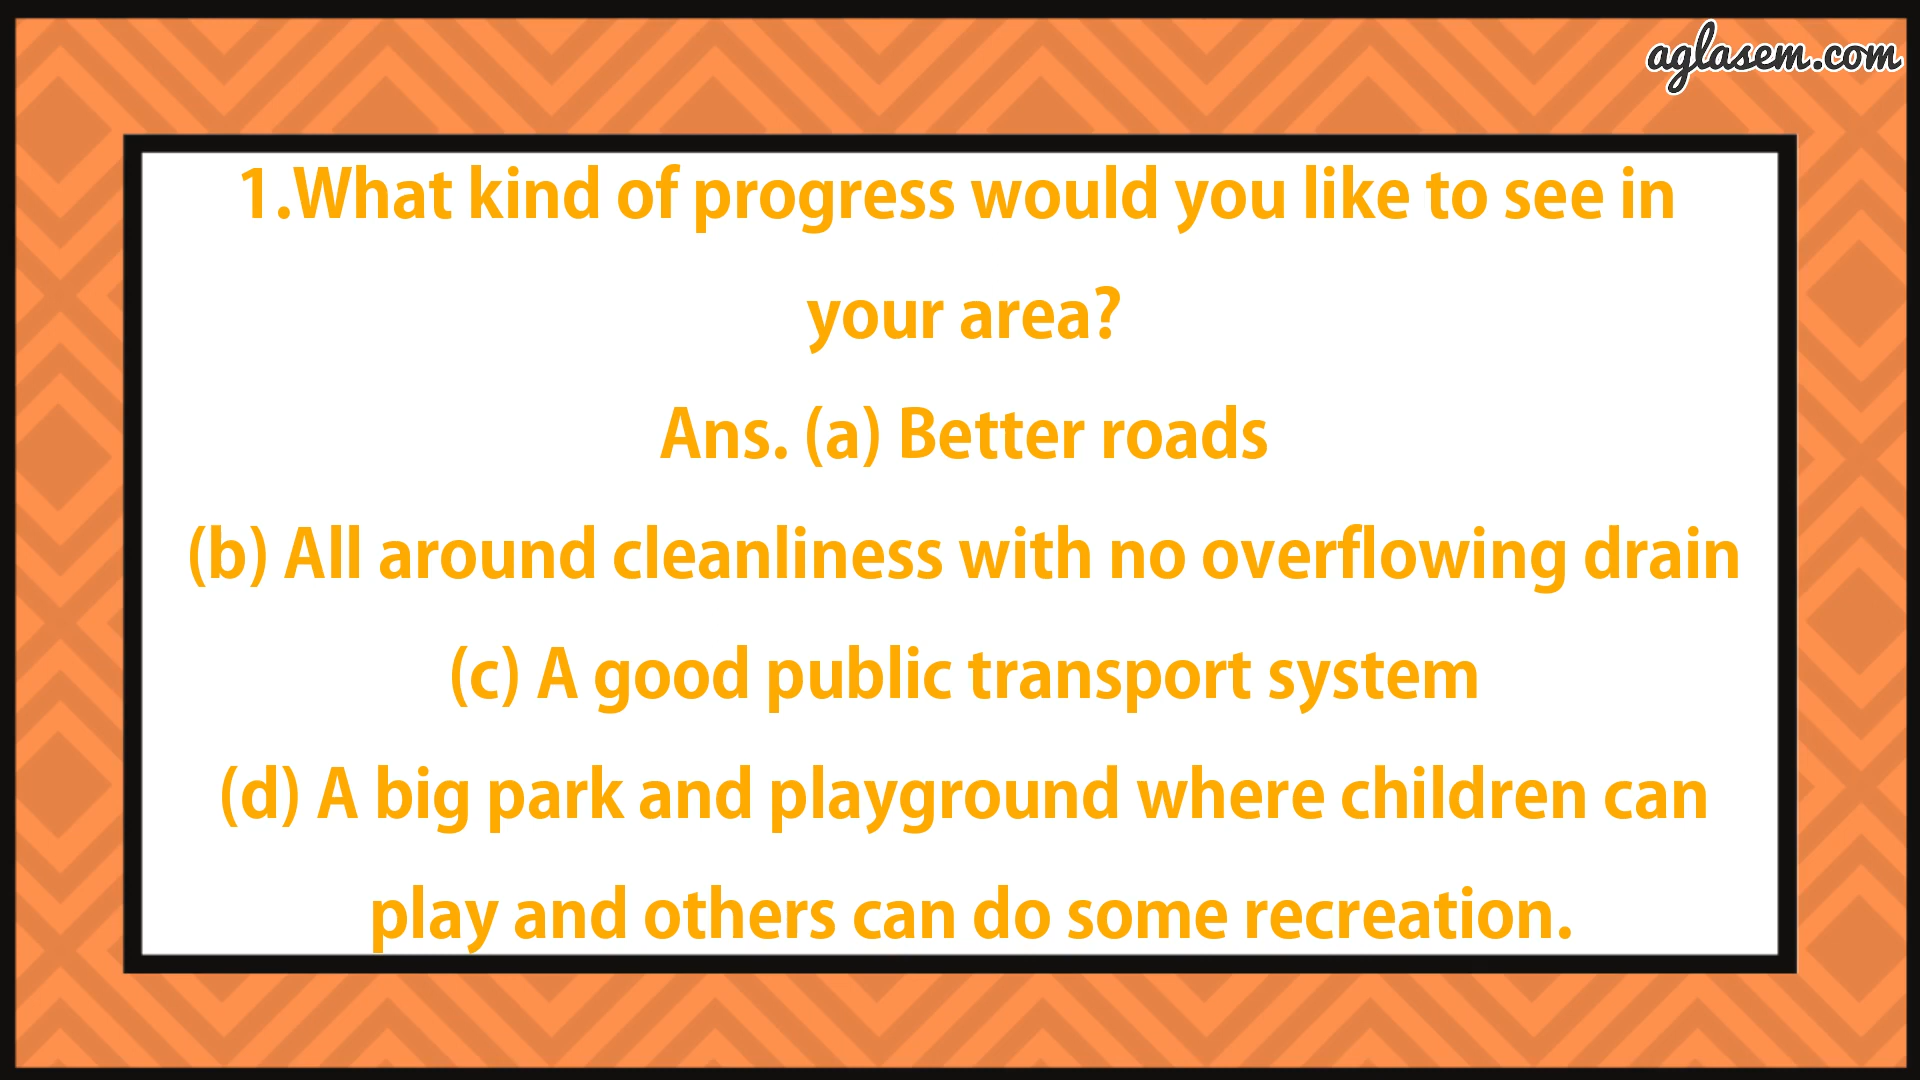 aglasem.com
1.What kind of progress would you like to see in
your area?
Ans. (a) Better roads
(b) All around cleanliness with no overflowing drain
(c) A good public transport system
(d) A big park and playground where children can
play and others can do some recreation.